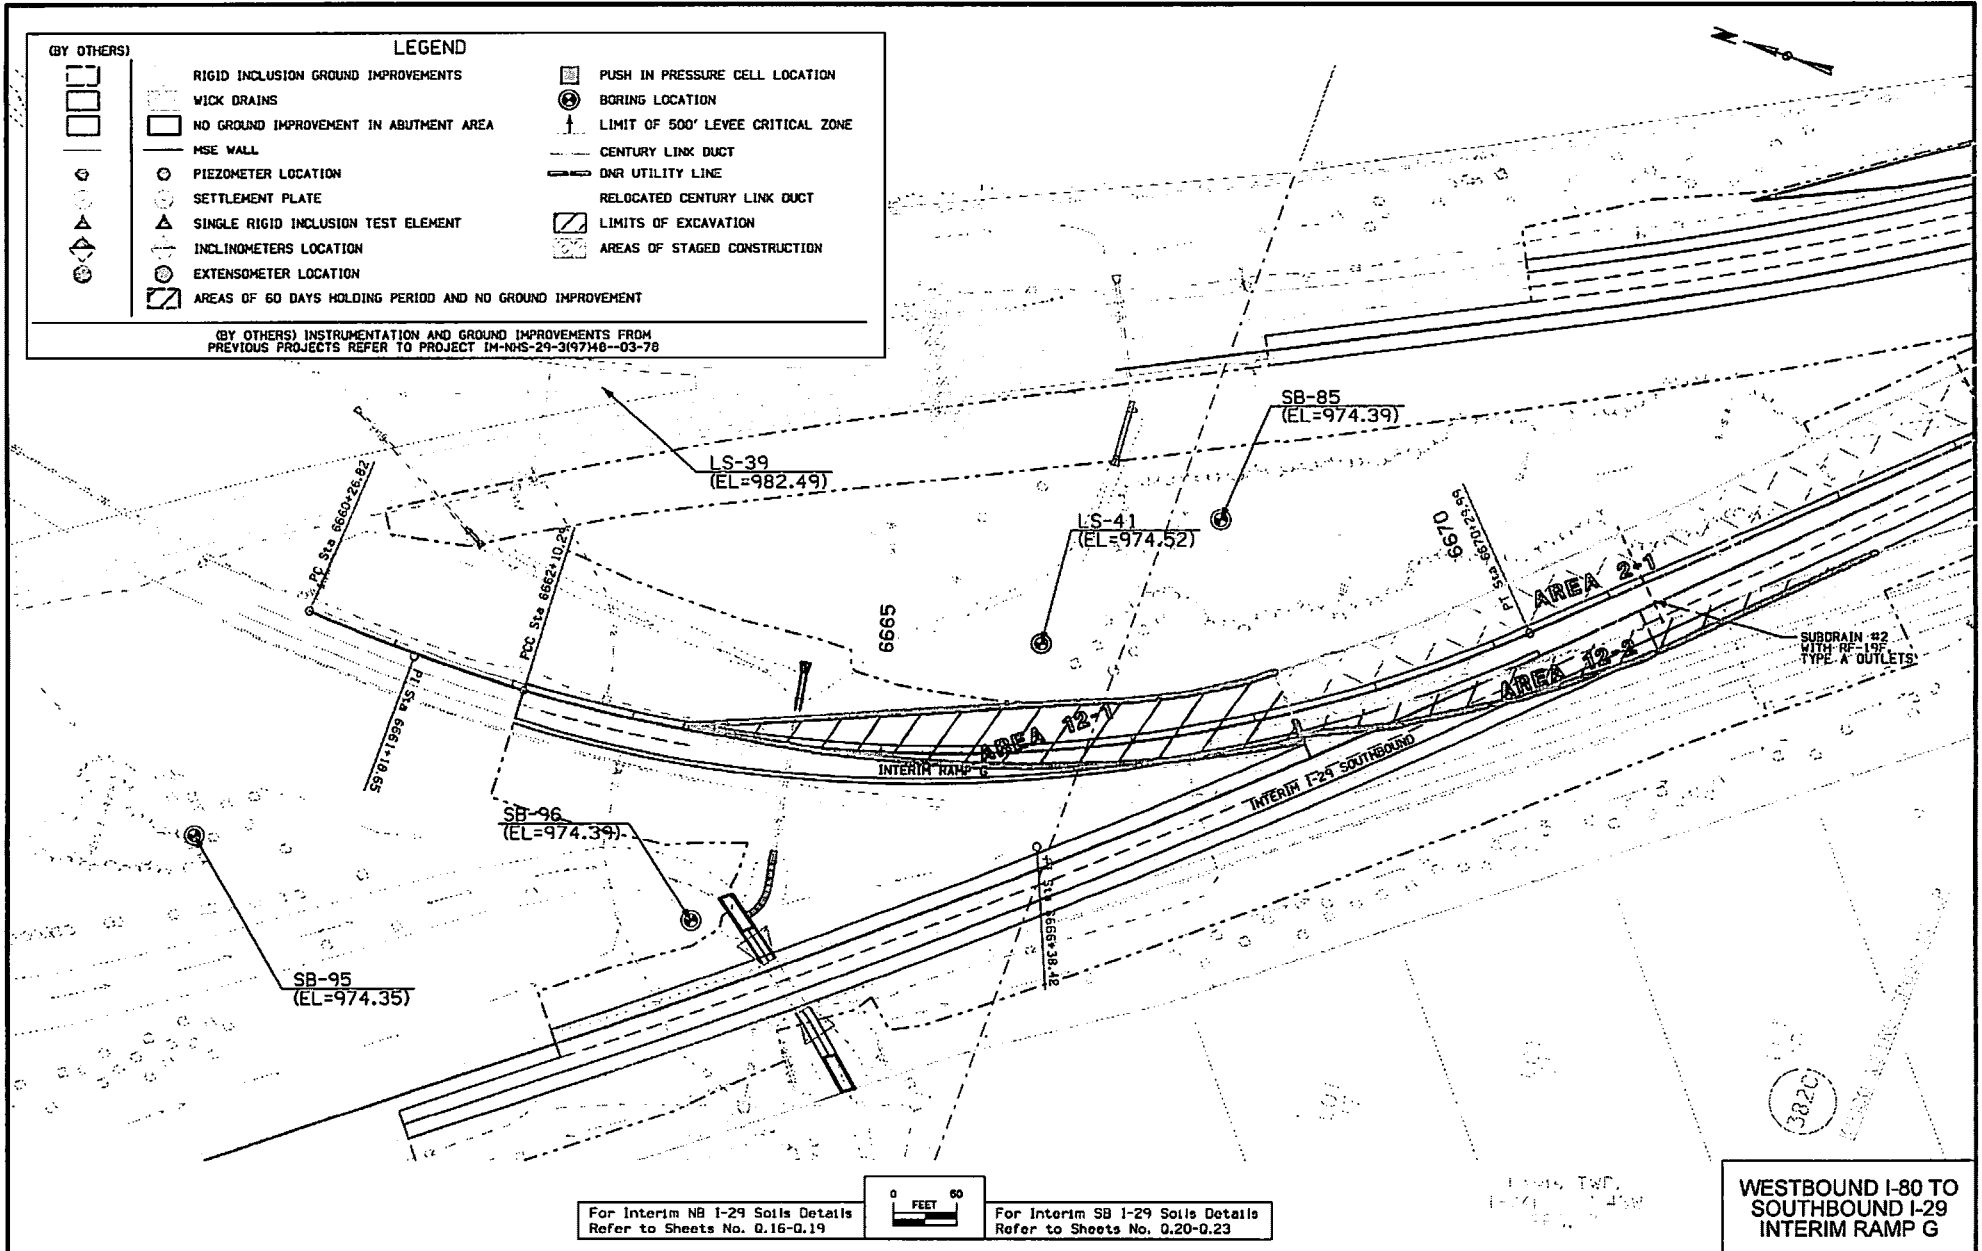 (BY OTHERS)
LEGEND
RIGID INCLUSION GROUND IMPROVEMENTS
WICK DRAINS
NO GROUND IMPROVEMENT IN ABUTMENT AREA
MSE WALL
PIEZOMETER LOCATION
SETTLEMENT PLATE
SINGLE RIGID INCLUSION TEST ELEMENT
INCLINOMETERS LOCATION
EXTENSOMETER LOCATION
AREAS OF 60 DAYS HOLDING PERIOD AND NO GROUND IMPROVEMENT
PUSH IN PRESSURE CELL LOCATION
BORING LOCATION
LIMIT OF 500' LEVEE CRITICAL ZONE
CENTURY LINK DUCT
DNR UTILITY LINE
RELOCATED CENTURY LINK DUCT
LIMITS OF EXCAVATION
AREAS OF STAGED CONSTRUCTION
(BY OTHERS) INSTRUMENTATION AND GROUND IMPROVEMENTS FROM
PREVIOUS PROJECTS REFER TO PROJECT IM-NHS-29-3(97)48--03-78
N
SB-85
(EL=974.39)
LS-39
(EL=982.49)
LS-41
(EL=974.52)
PC Sta 6660+26.82
PCC Sta 6662+10.29
PI Sta 6661+18.65
6665
6670
PT Sta 6670+29.99
AREA 2-1
AREA 12-2
AREA 12-1
SUBDRAIN #2
WITH RF-19F,
TYPE A OUTLETS
INTERIM RAMP G
INTERIM I-29 SOUTHBOUND
PI Sta 6666+38.42
SB-96
(EL=974.39)
SB-95
(EL=974.35)
382C
For Interim NB I-29 Soils Details
Refer to Sheets No. Q.16-Q.19
0 60
FEET
For Interim SB I-29 Soils Details
Refer to Sheets No. Q.20-Q.23
WESTBOUND I-80 TO
SOUTHBOUND I-29
INTERIM RAMP G